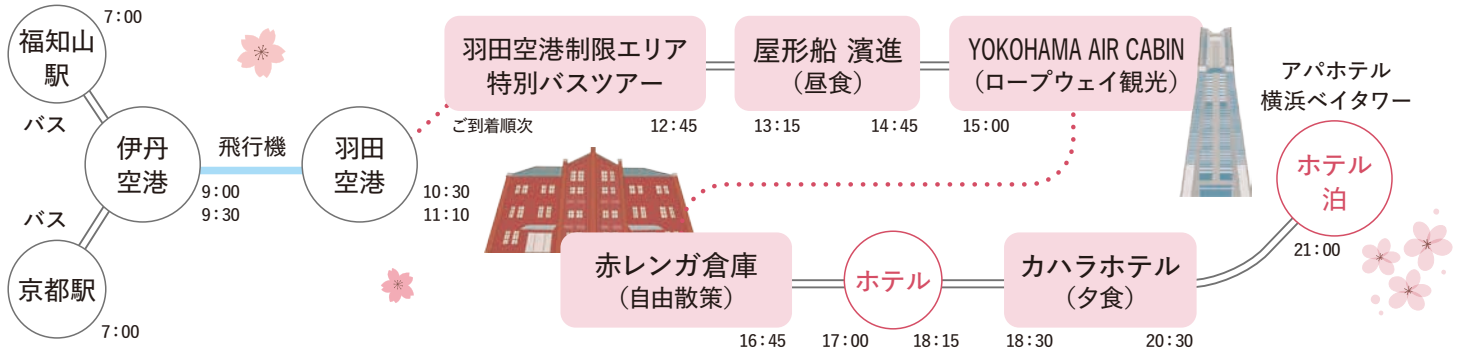 7:00
福知山
駅
バス
伊丹
空港
バス
京都駅
7:00
飛行機
9:00
9:30
羽田
空港
10:30
11:10
羽田空港制限エリア
特別バスツアー
ご到着順次
12:45
屋形船 濱進
（昼食）
13:15
14:45
YOKOHAMA AIR CABIN
（ロープウェイ観光）
15:00
赤レンガ倉庫
（自由散策）
16:45
ホテル
17:00
18:15
カハラホテル
（夕食）
18:30
20:30
アパホテル
横浜ベイタワー
ホテル
泊
21:00